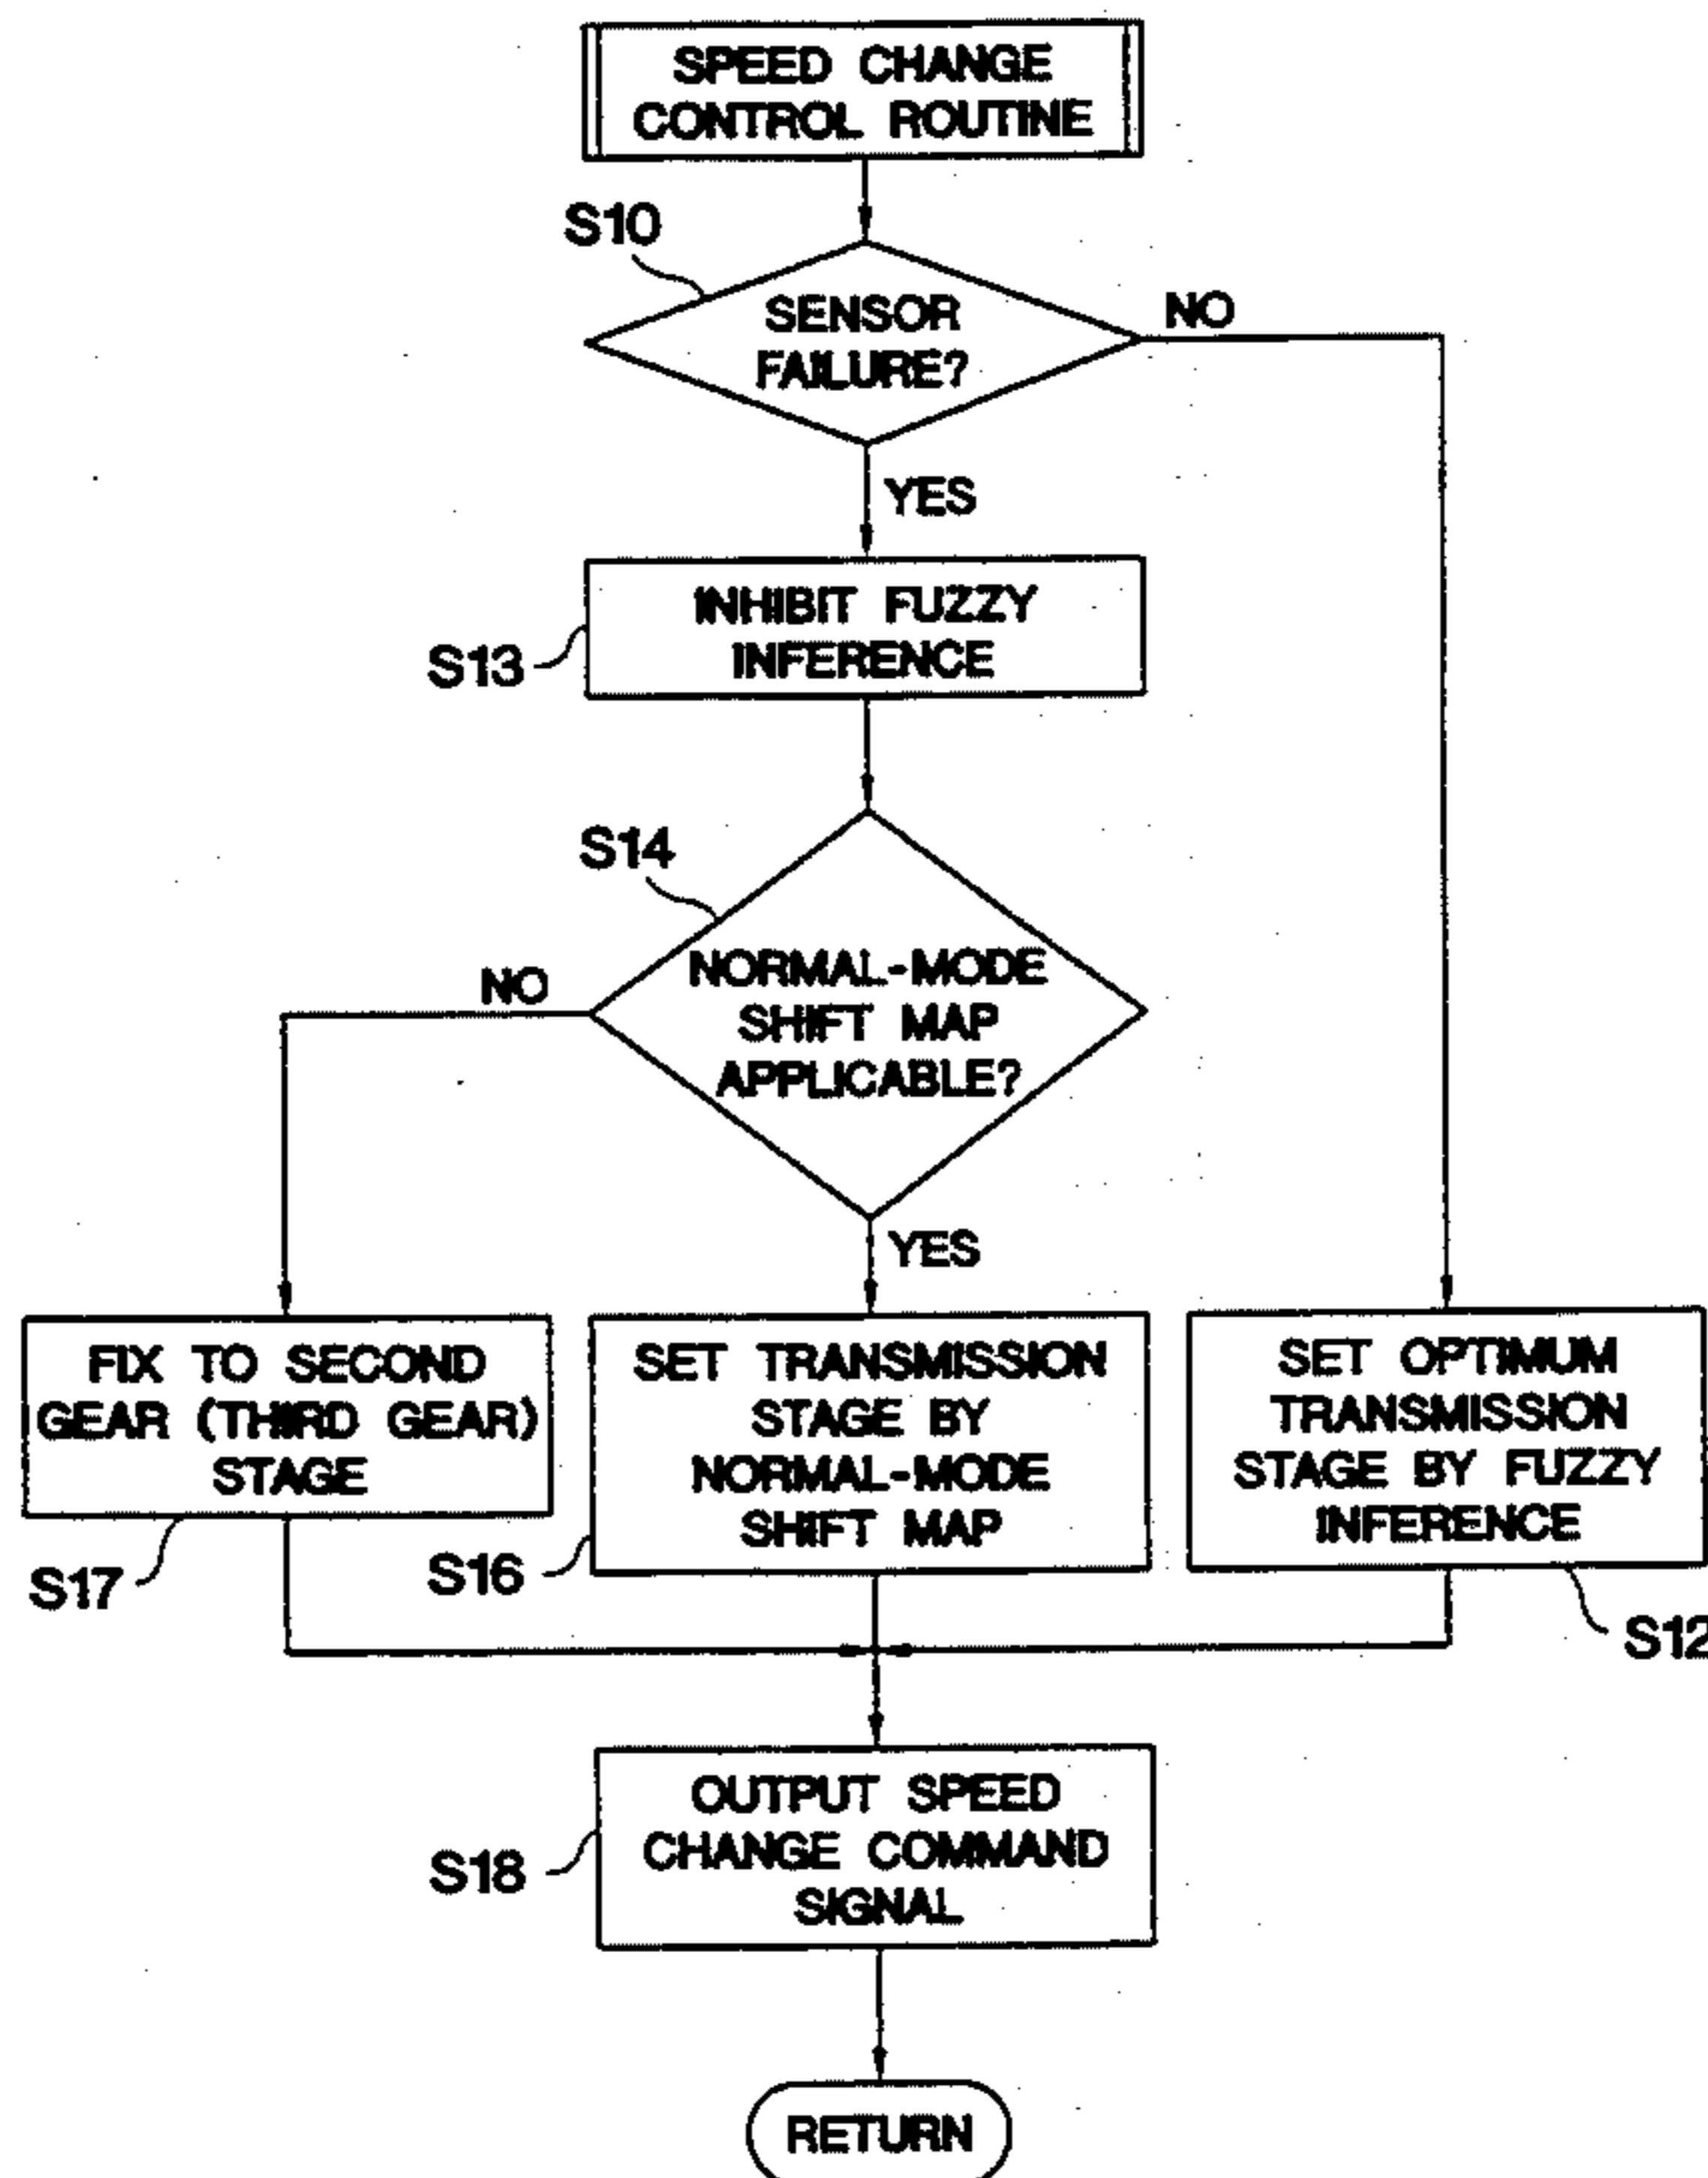 SPEED CHANGE
CONTROL ROUTINE
S10
SENSOR
FAILURE?
NO
YES
INHIBIT FUZZY
INFERENCE
S13
S14
NORMAL-MODE
SHIFT MAP
APPLICABLE?
NO
YES
FIX TO SECOND
GEAR (THIRD GEAR)
STAGE
S17
SET TRANSMISSION
STAGE BY
NORMAL-MODE
SHIFT MAP
S16
SET OPTIMUM
TRANSMISSION
STAGE BY FUZZY
INFERENCE
S12
OUTPUT SPEED
CHANGE COMMAND
SIGNAL
S18
RETURN